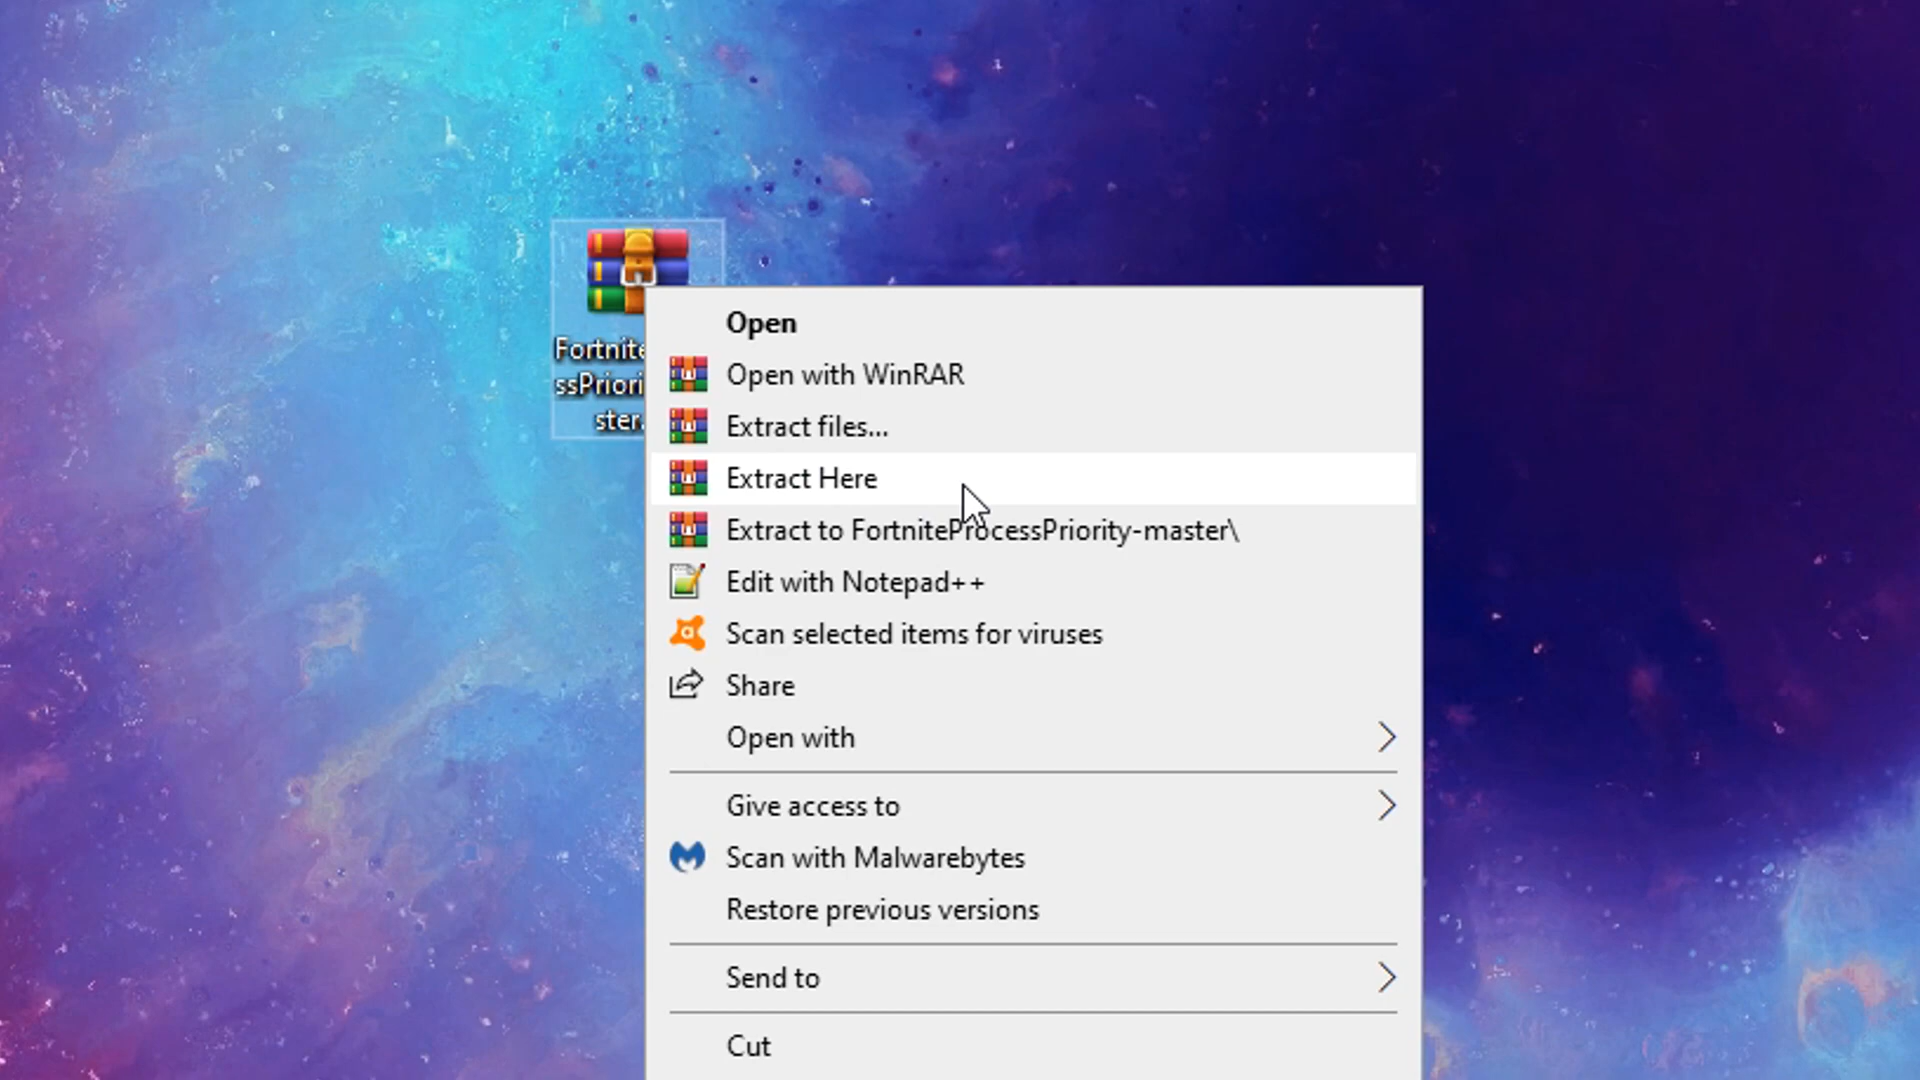 Fortnite
ssPriori
ster.
Open
Open with WinRAR
Extract files...
Extract Here
Extract to FortniteProcessPriority-master\
Edit with Notepad++
Scan selected items for viruses
Share
Open with
Give access to
Scan with Malwarebytes
Restore previous versions
Send to
Cut